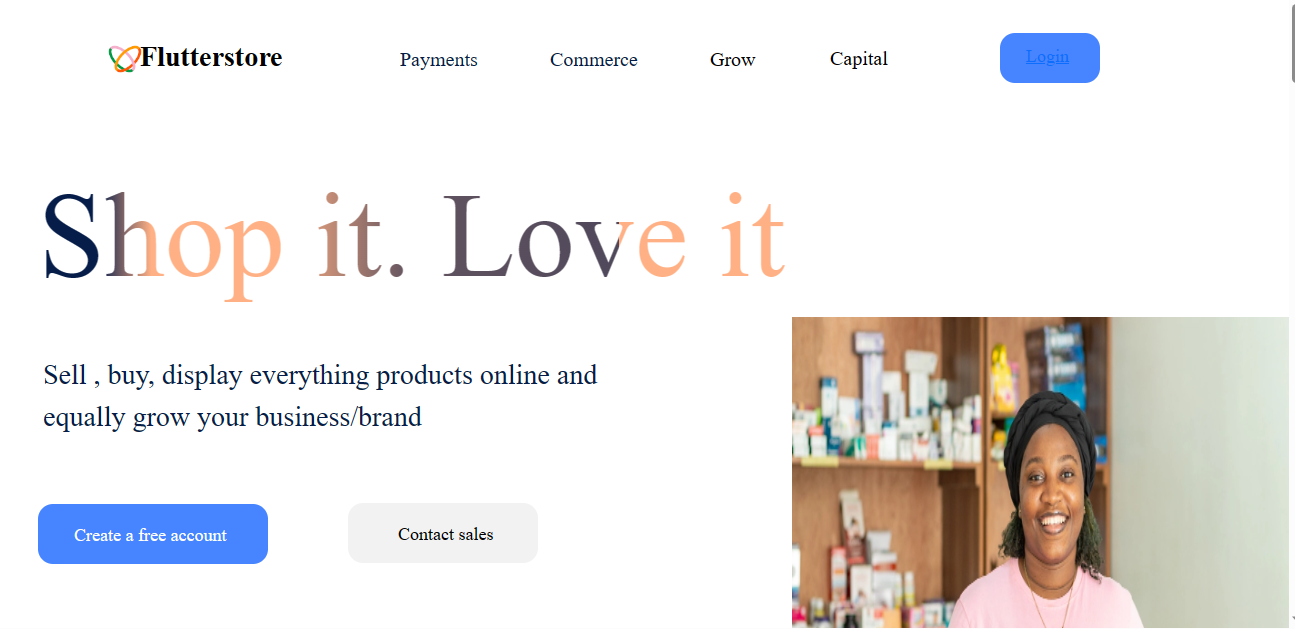 Flutterstore Payments Commerce Grow Capital Login
Shop it. Love it
Sell , buy, display everything products online and
equally grow your business/brand
Create a free account Contact sales